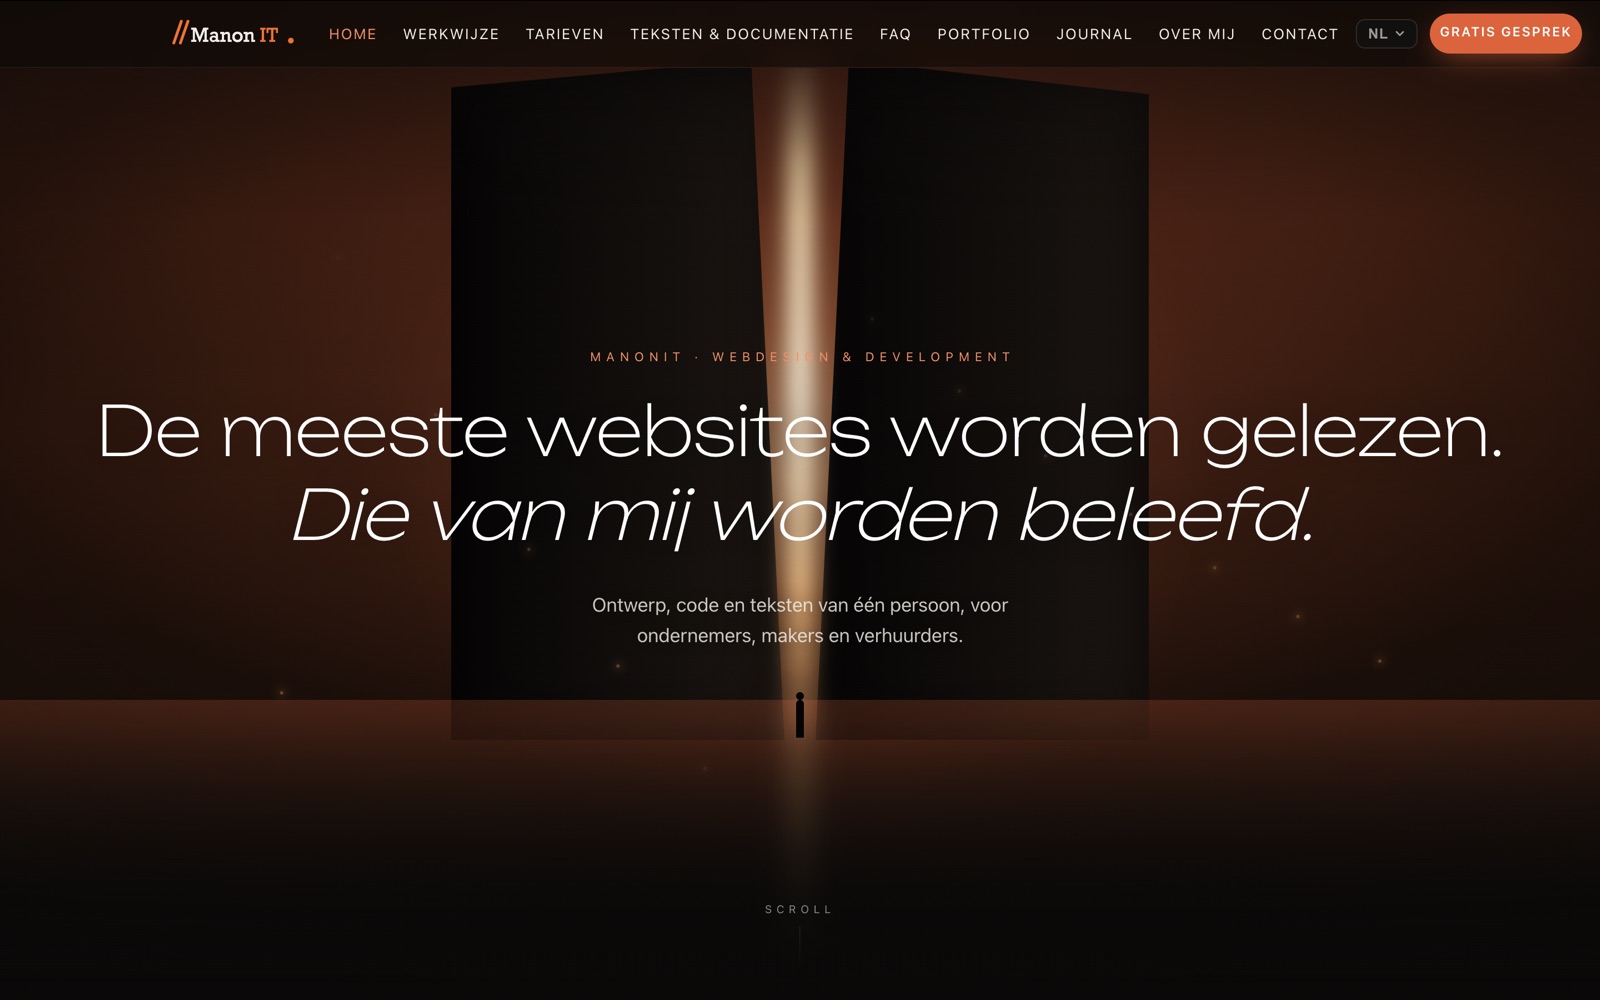 //Manon IT.
HOME
WERKWIJZE
TARIEVEN
TEKSTEN & DOCUMENTATIE
FAQ
PORTFOLIO
JOURNAL
OVER MIJ
CONTACT
NL
GRATIS GESPREK
MANONIT · WEBDESIGN & DEVELOPMENT
De meeste websites worden gelezen.
Die van mij worden beleefd.
Ontwerp, code en teksten van één persoon, voor
ondernemers, makers en verhuurders.
SCROLL